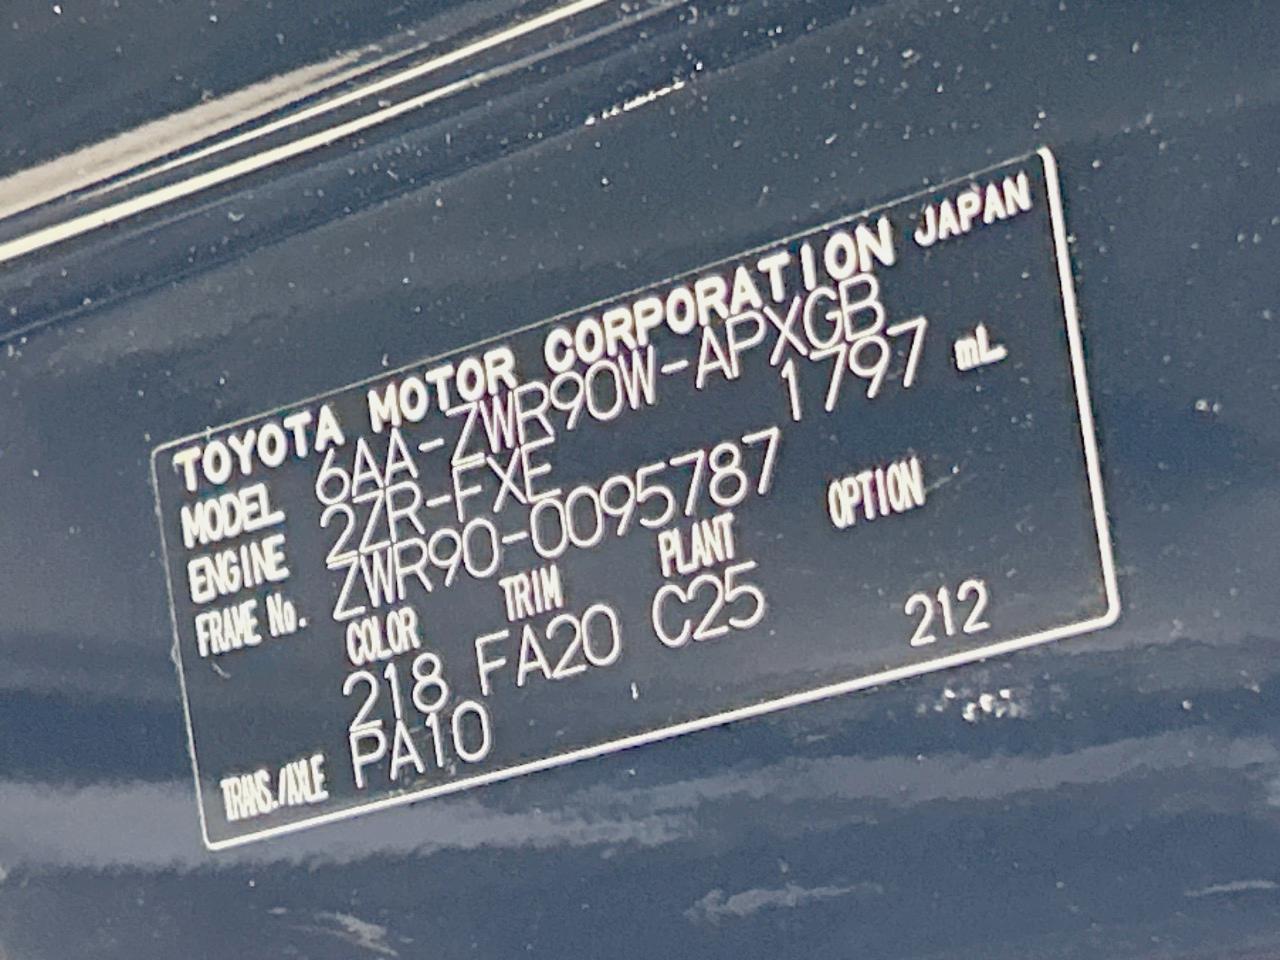 TOYOTA MOTOR CORPORATION JAPAN
MODEL 6AA-ZWR90W-APXGB
ENGINE 2ZR-FXE 1797 mL
FRAME No. ZWR90-0095787
COLOR TRIM PLANT OPTION
218 FA20 C25 212
TRANS./AXLE PA10